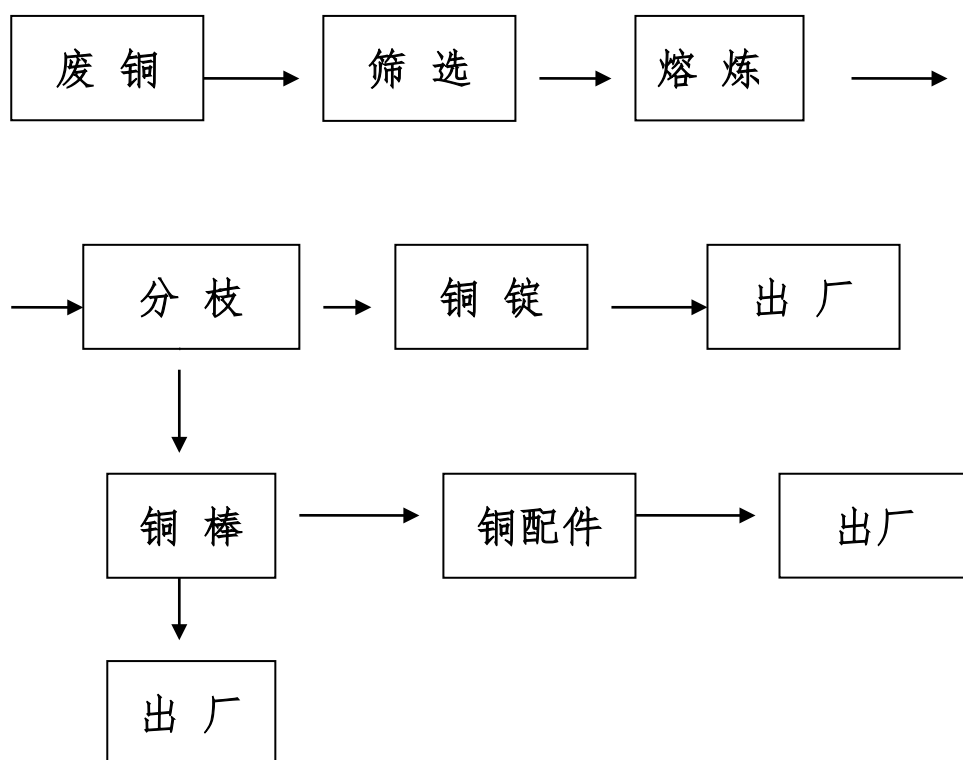 废 铜 筛 选 熔 炼
分 枝 铜 锭 出 厂
铜 棒 铜配件 出厂
出 厂